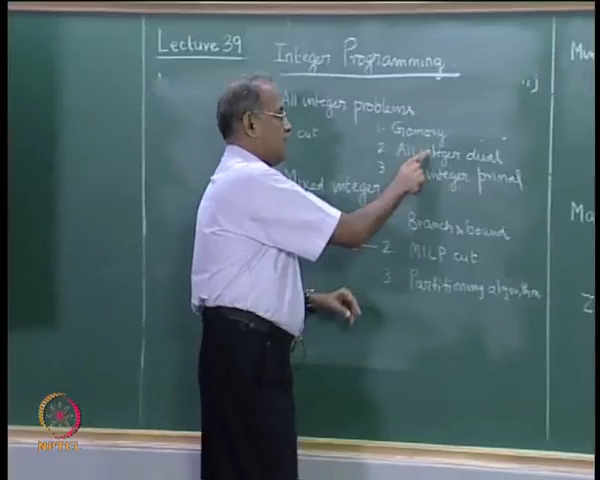 Lecture 39
Integer Programming
All integer problems
cut
1. Gomory
2 All integer dual
3 integer primal
Mixed integer
Branch & bound
2 MILP cut
3 Partitioning algorithm
NPTEL